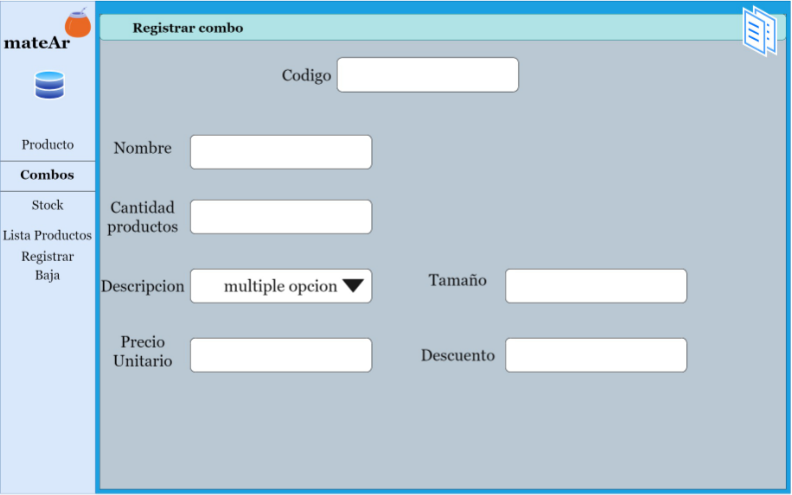 mateAr
Producto
Combos
Stock
Lista Productos
Registrar
Baja
Registrar combo
Codigo
Nombre
Cantidad
productos
Descripcion
multiple opcion
Tamaño
Precio
Unitario
Descuento